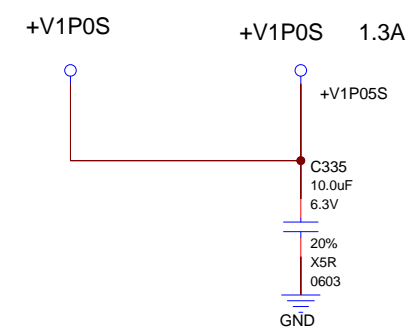 +V1P0S
+V1P0S 1.3A
+V1P05S
C335
10.0uF
6.3V
20%
X5R
0603
GND